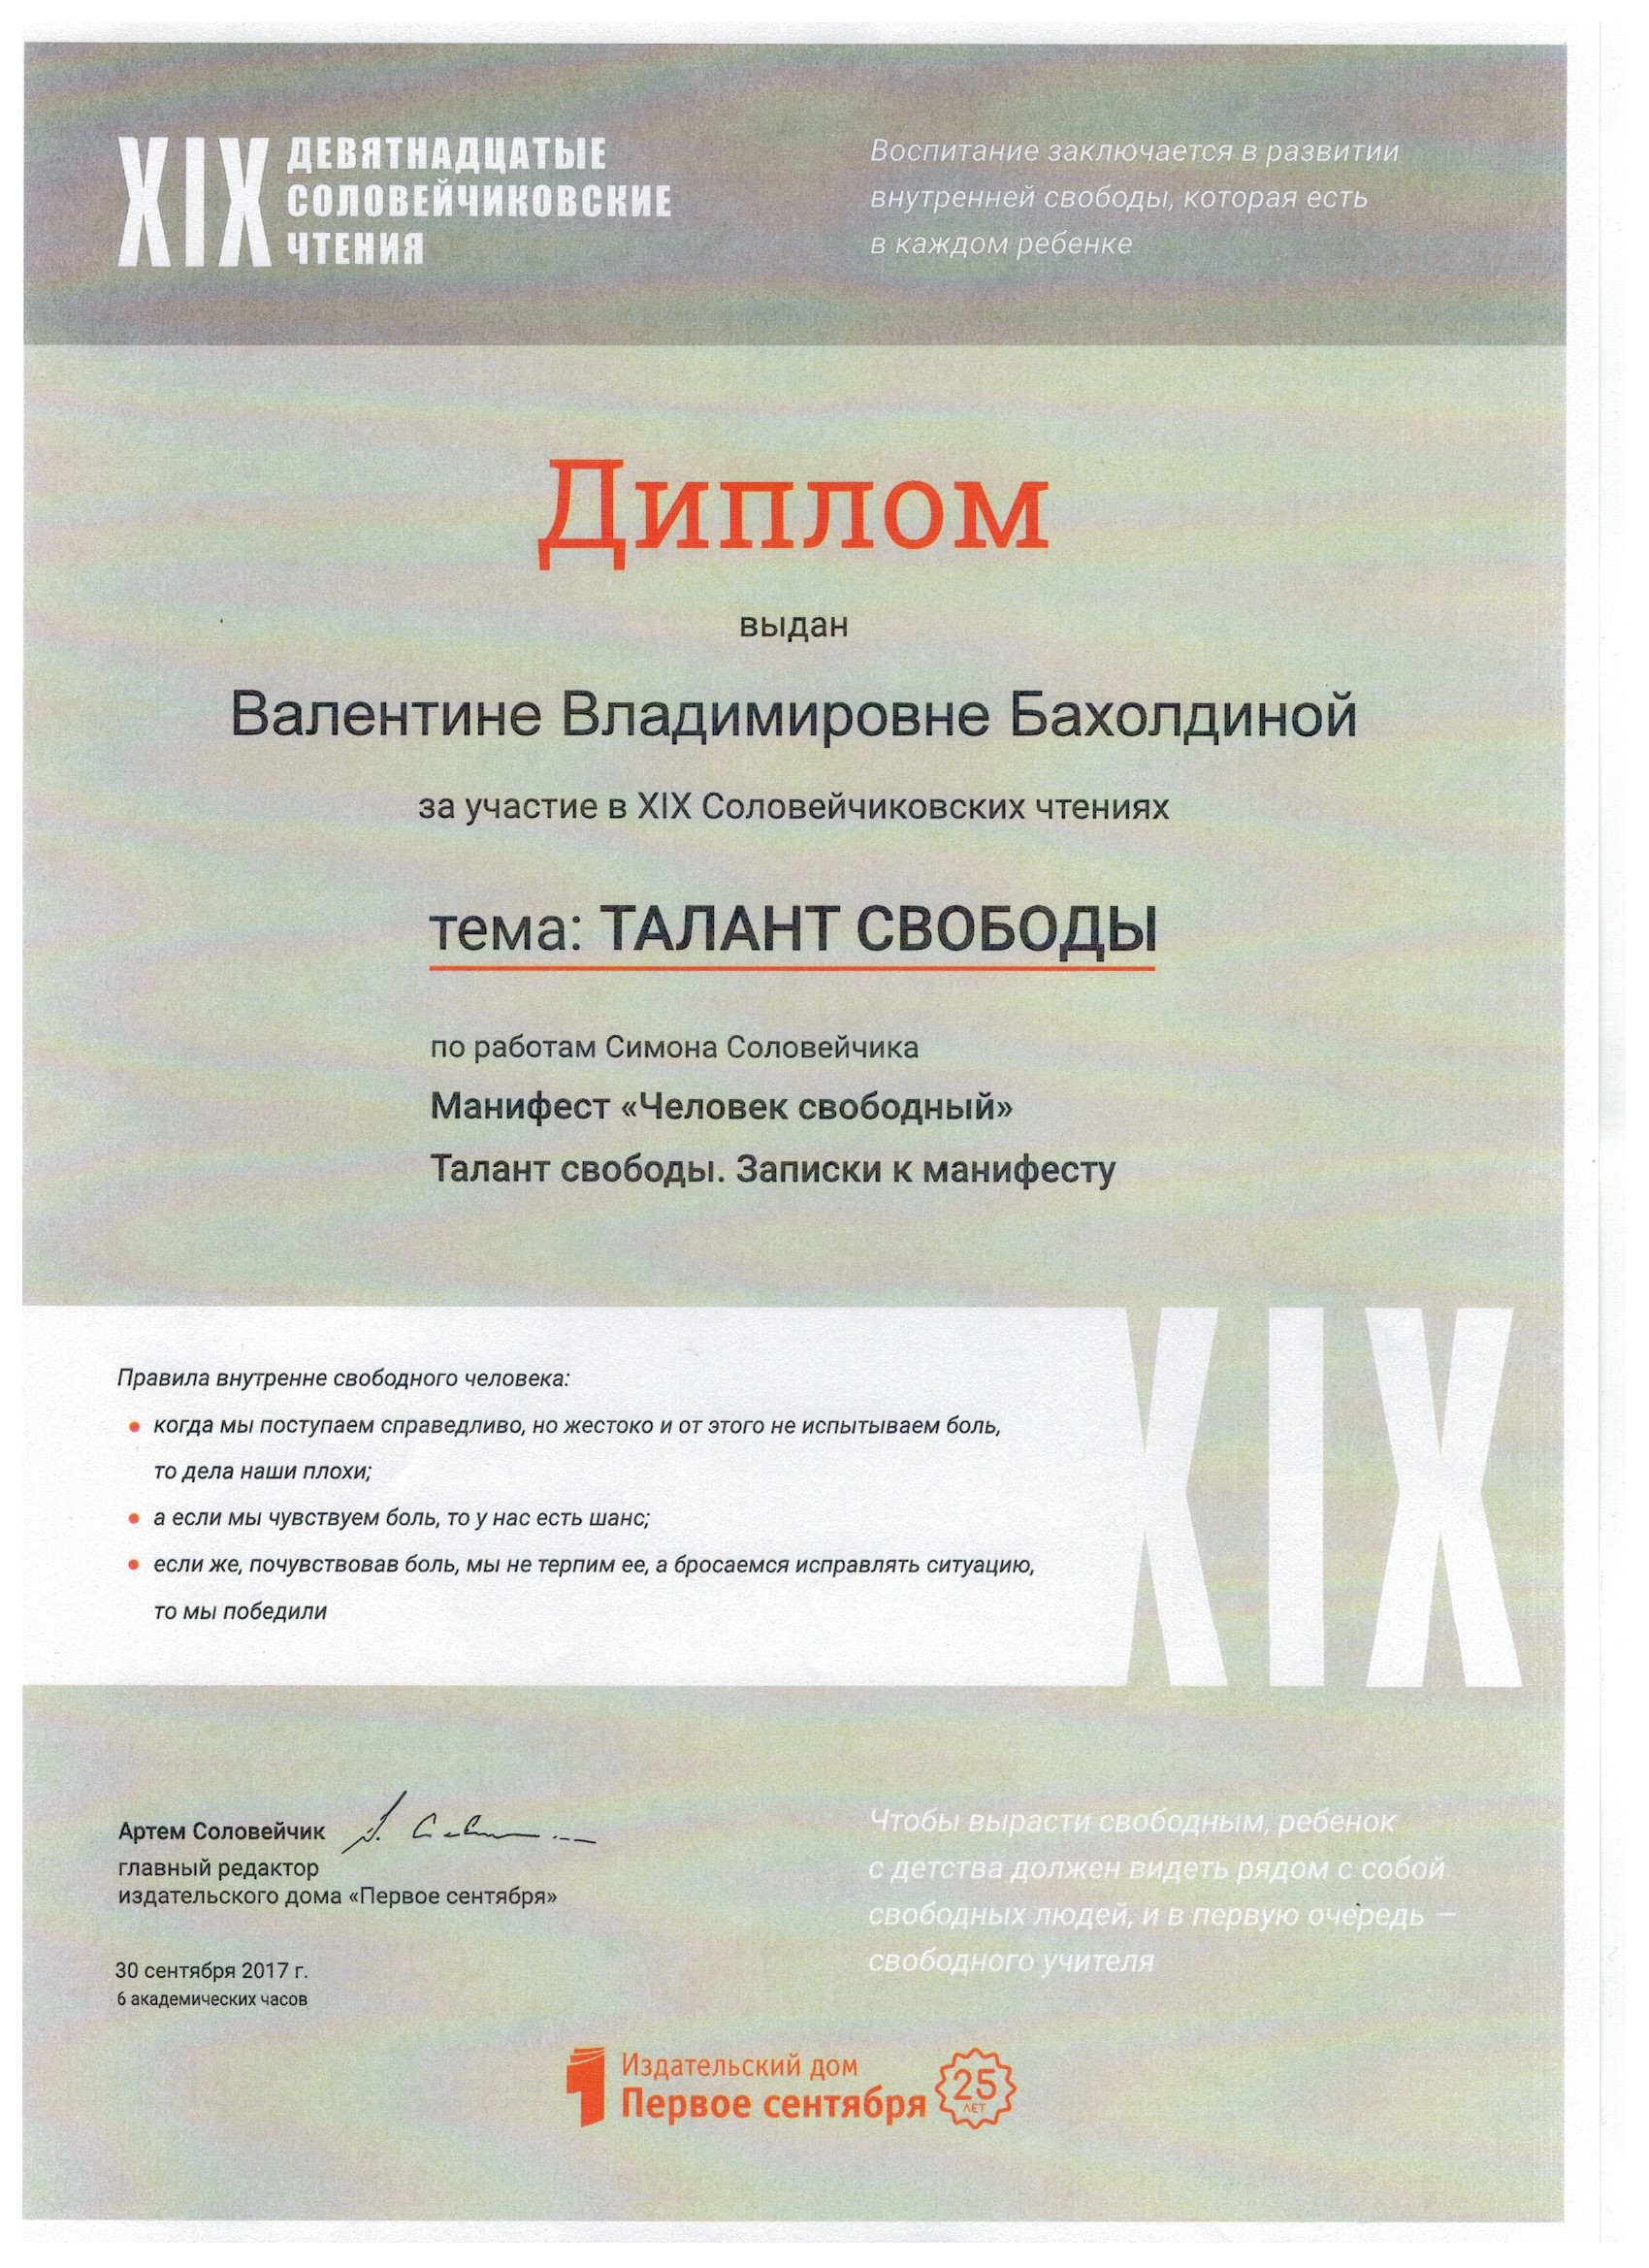 XIX
ДЕВЯТНАДЦАТЫЕ
СОЛОВЕЙЧИКОВСКИЕ
ЧТЕНИЯ
Воспитание заключается в развитии
внутренней свободы, которая есть
в каждом ребенке
Диплом
выдан
Валентине Владимировне Бахолдиной
за участие в XIX Соловейчиковских чтениях
тема: ТАЛАНТ СВОБОДЫ
по работам Симона Соловейчика
Манифест «Человек свободный»
Талант свободы. Записки к манифесту
Правила внутренне свободного человека:
• когда мы поступаем справедливо, но жестоко и от этого не испытываем боль,
то дела наши плохи;
• а если мы чувствуем боль, то у нас есть шанс;
• если же, почувствовав боль, мы не терпим ее, а бросаемся исправлять ситуацию,
то мы победили
XIX
Артем Соловейчик
главный редактор
издательского дома «Первое сентября»
30 сентября 2017 г.
6 академических часов
Чтобы вырасти свободным, ребенок
с детства должен видеть рядом с собой
свободных людей, и в первую очередь —
свободного учителя
Издательский дом
Первое сентября
25
ЛЕТ